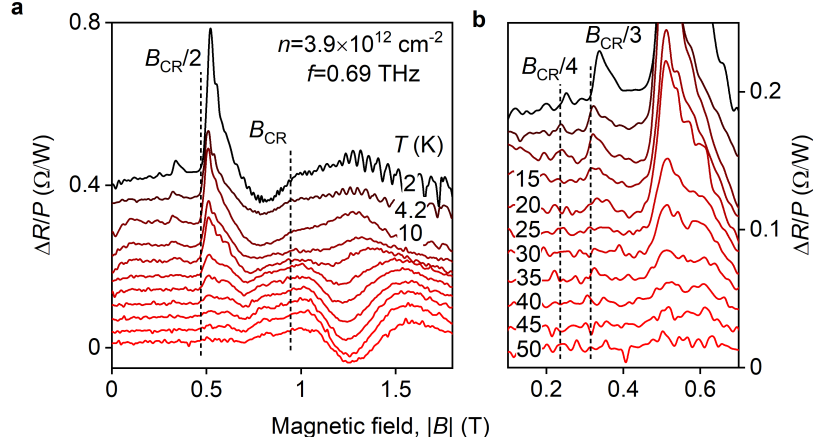 a
0.8
0.4
0
ΔR/P (Ω/W)
n=3.9×10¹² cm⁻²
f=0.69 THz
B_CR/2
B_CR
T (K)
2
4.2
10
0
0.5
1
1.5
Magnetic field, |B| (T)
b
B_CR/3
B_CR/4
15
20
25
30
35
40
45
50
0.2
0.1
0
ΔR/P (Ω/W)
0.2
0.4
0.6